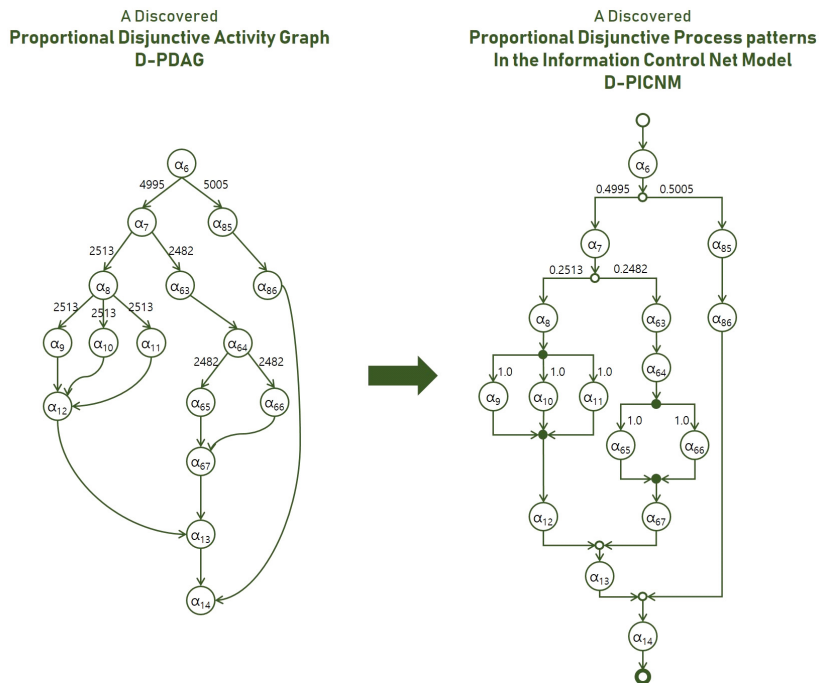 A Discovered
Proportional Disjunctive Activity Graph
D-PDAG
α6
4995 5005
α7
α85
2513 2482
α8
α63
α86
2513 2513 2513
α9
α10
α11
α64
2482 2482
α12
α65
α66
α67
α13
α14
A Discovered
Proportional Disjunctive Process patterns
In the Information Control Net Model
D-PICNM
α6
0.4995 0.5005
α7
α85
0.2513 0.2482
α8
α63
α86
α64
1.0 1.0 1.0
α9
α10
α11
1.0 1.0
α65
α66
α12
α67
α13
α14